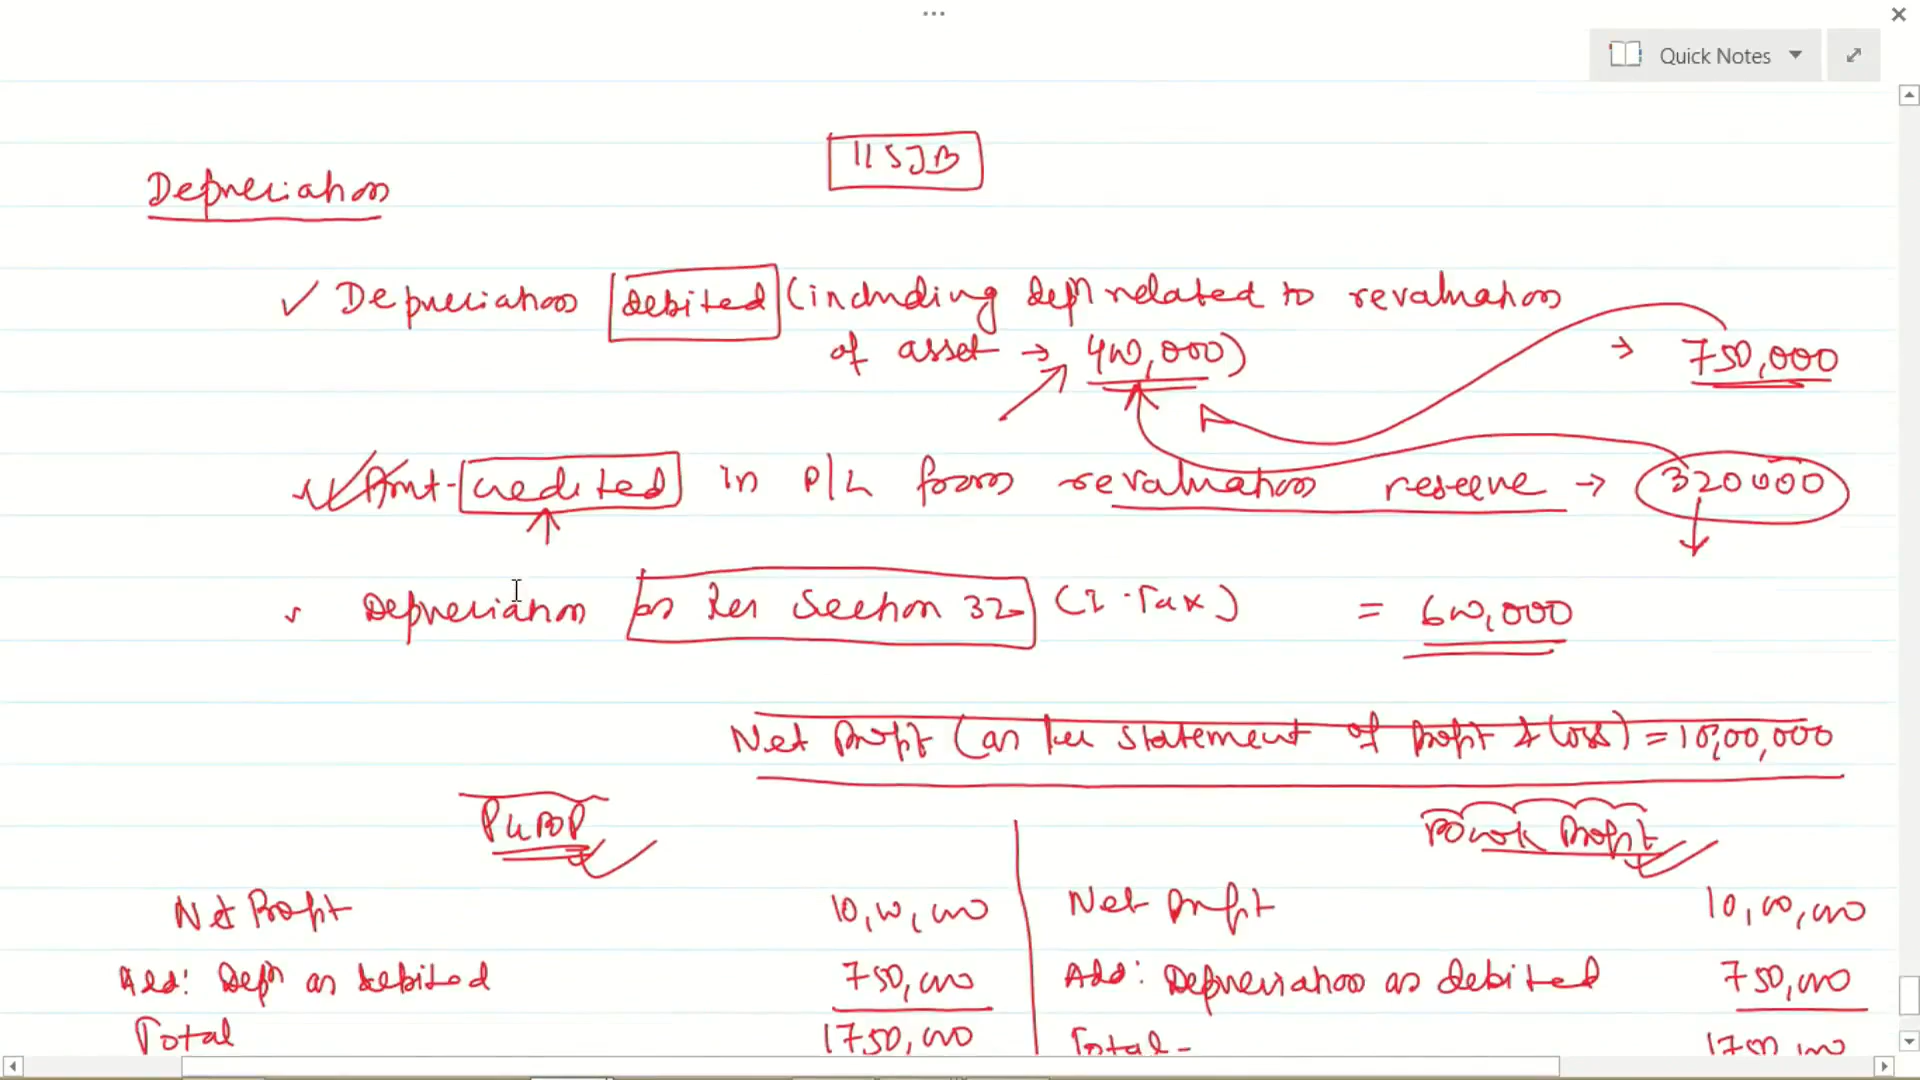 Quick Notes
115JB
Depreciation
Depreciation debited (including depn related to revaluation
of asset → 400,000) → 750,000
Amt- credited in P/L from revaluation reserve → 320000
Depreciation as per Section 32 (I. Tax) = 600,000
Net Profit (as per statement of profit & loss) = 10,00,000
PGBP
Book Profit
Net Profit 10,00,000 Net Profit 10,00,000
Add: Depn as debited 750,000 Add: Depreciation as debited 750,000
Total 1750,000 Total -